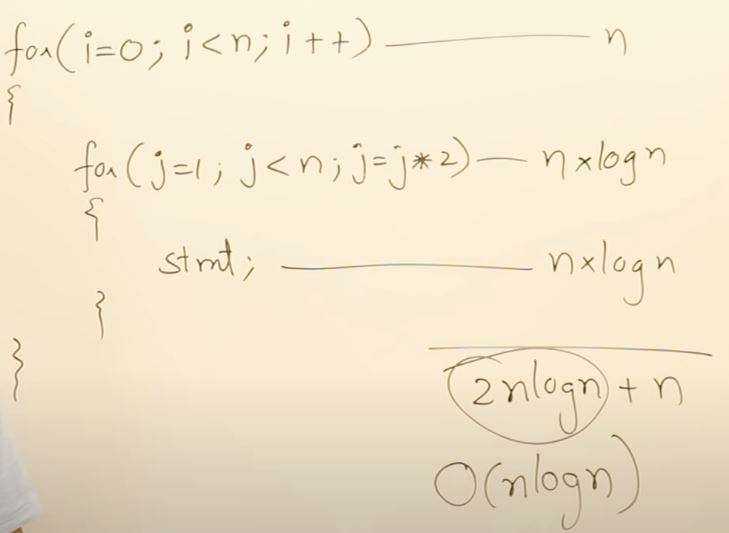 for(i=0; i<n; i++) —— n
{
for(j=1; j<n; j=j*2) — n×log n
{
stmt; —— n×log n
}
}
2nlogn + n
O(nlogn)